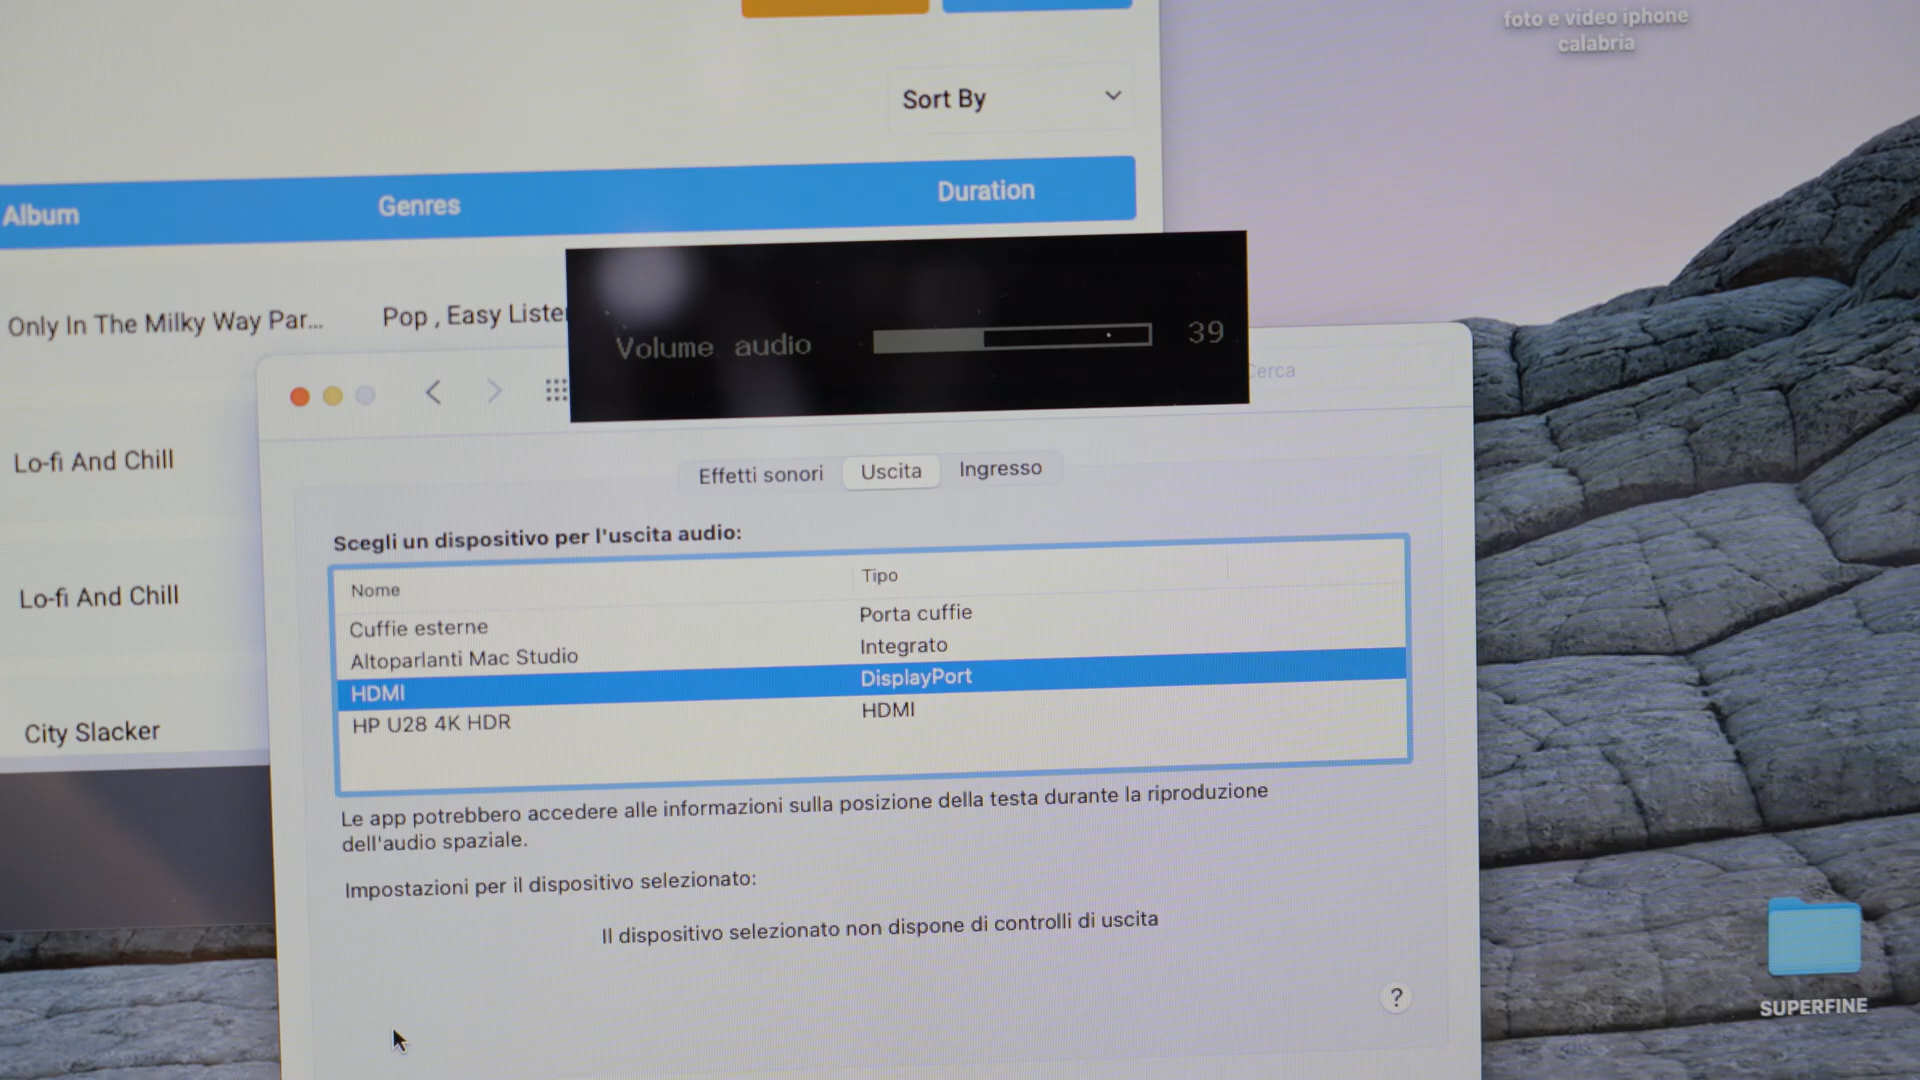 foto e video iphone
calabria
Sort By
Album Genres Duration
Only In The Milky Way Par... Pop , Easy Liste
Volume audio 39
Cerca
Lo-fi And Chill
Effetti sonori Uscita Ingresso
Scegli un dispositivo per l'uscita audio:
Nome Tipo
Cuffie esterne Porta cuffie
Lo-fi And Chill
Altoparlanti Mac Studio Integrato
HDMI DisplayPort
HP U28 4K HDR HDMI
City Slacker
Le app potrebbero accedere alle informazioni sulla posizione della testa durante la riproduzione
dell'audio spaziale.
Impostazioni per il dispositivo selezionato:
Il dispositivo selezionato non dispone di controlli di uscita
?
SUPERFINE